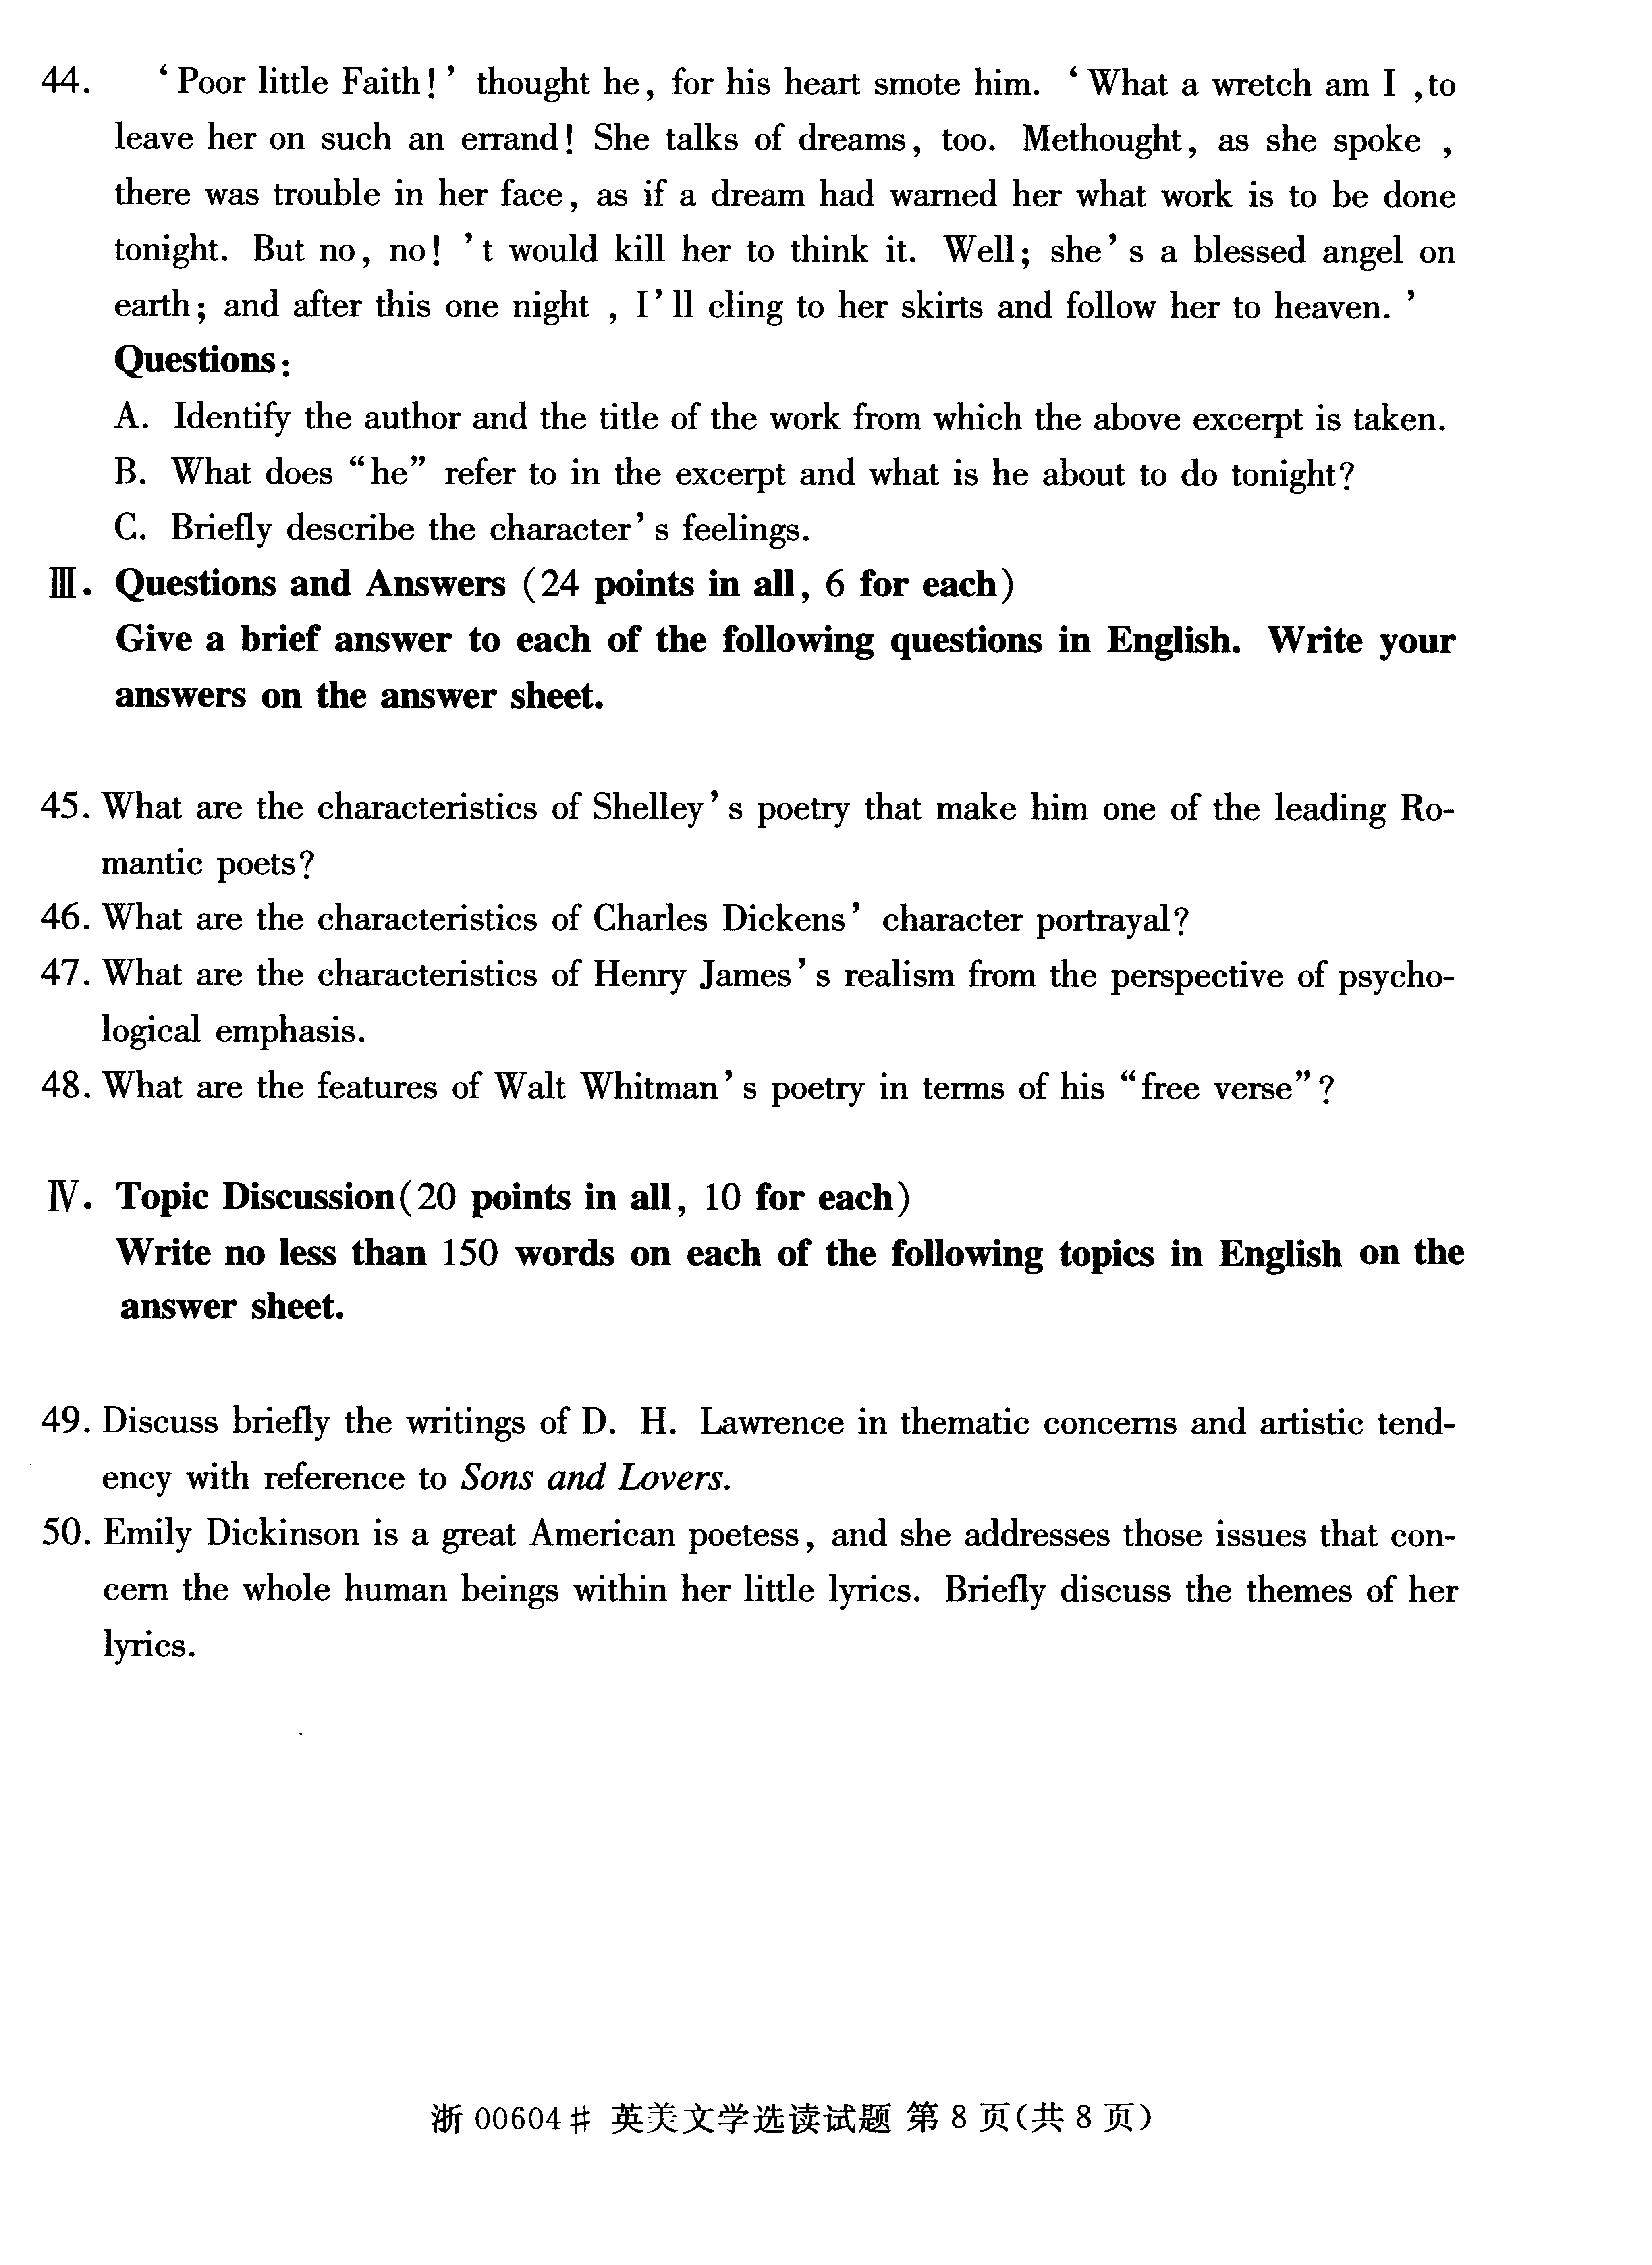 44. ‘Poor little Faith!’ thought he, for his heart smote him. ‘What a wretch am I ,to
leave her on such an errand! She talks of dreams, too. Methought, as she spoke ,
there was trouble in her face, as if a dream had warned her what work is to be done
tonight. But no, no! ’t would kill her to think it. Well; she’s a blessed angel on
earth; and after this one night , I’ll cling to her skirts and follow her to heaven.’
Questions:
A. Identify the author and the title of the work from which the above excerpt is taken.
B. What does “he” refer to in the excerpt and what is he about to do tonight?
C. Briefly describe the character’s feelings.
Ⅲ. Questions and Answers (24 points in all, 6 for each)
Give a brief answer to each of the following questions in English. Write your
answers on the answer sheet.
45. What are the characteristics of Shelley’s poetry that make him one of the leading Ro-
mantic poets?
46. What are the characteristics of Charles Dickens’ character portrayal?
47. What are the characteristics of Henry James’s realism from the perspective of psycho-
logical emphasis.
48. What are the features of Walt Whitman’s poetry in terms of his “free verse”?
Ⅳ. Topic Discussion(20 points in all, 10 for each)
Write no less than 150 words on each of the following topics in English on the
answer sheet.
49. Discuss briefly the writings of D. H. Lawrence in thematic concerns and artistic tend-
ency with reference to Sons and Lovers.
50. Emily Dickinson is a great American poetess, and she addresses those issues that con-
cern the whole human beings within her little lyrics. Briefly discuss the themes of her
lyrics.
浙 00604# 英美文学选读试题 第 8 页(共 8 页)